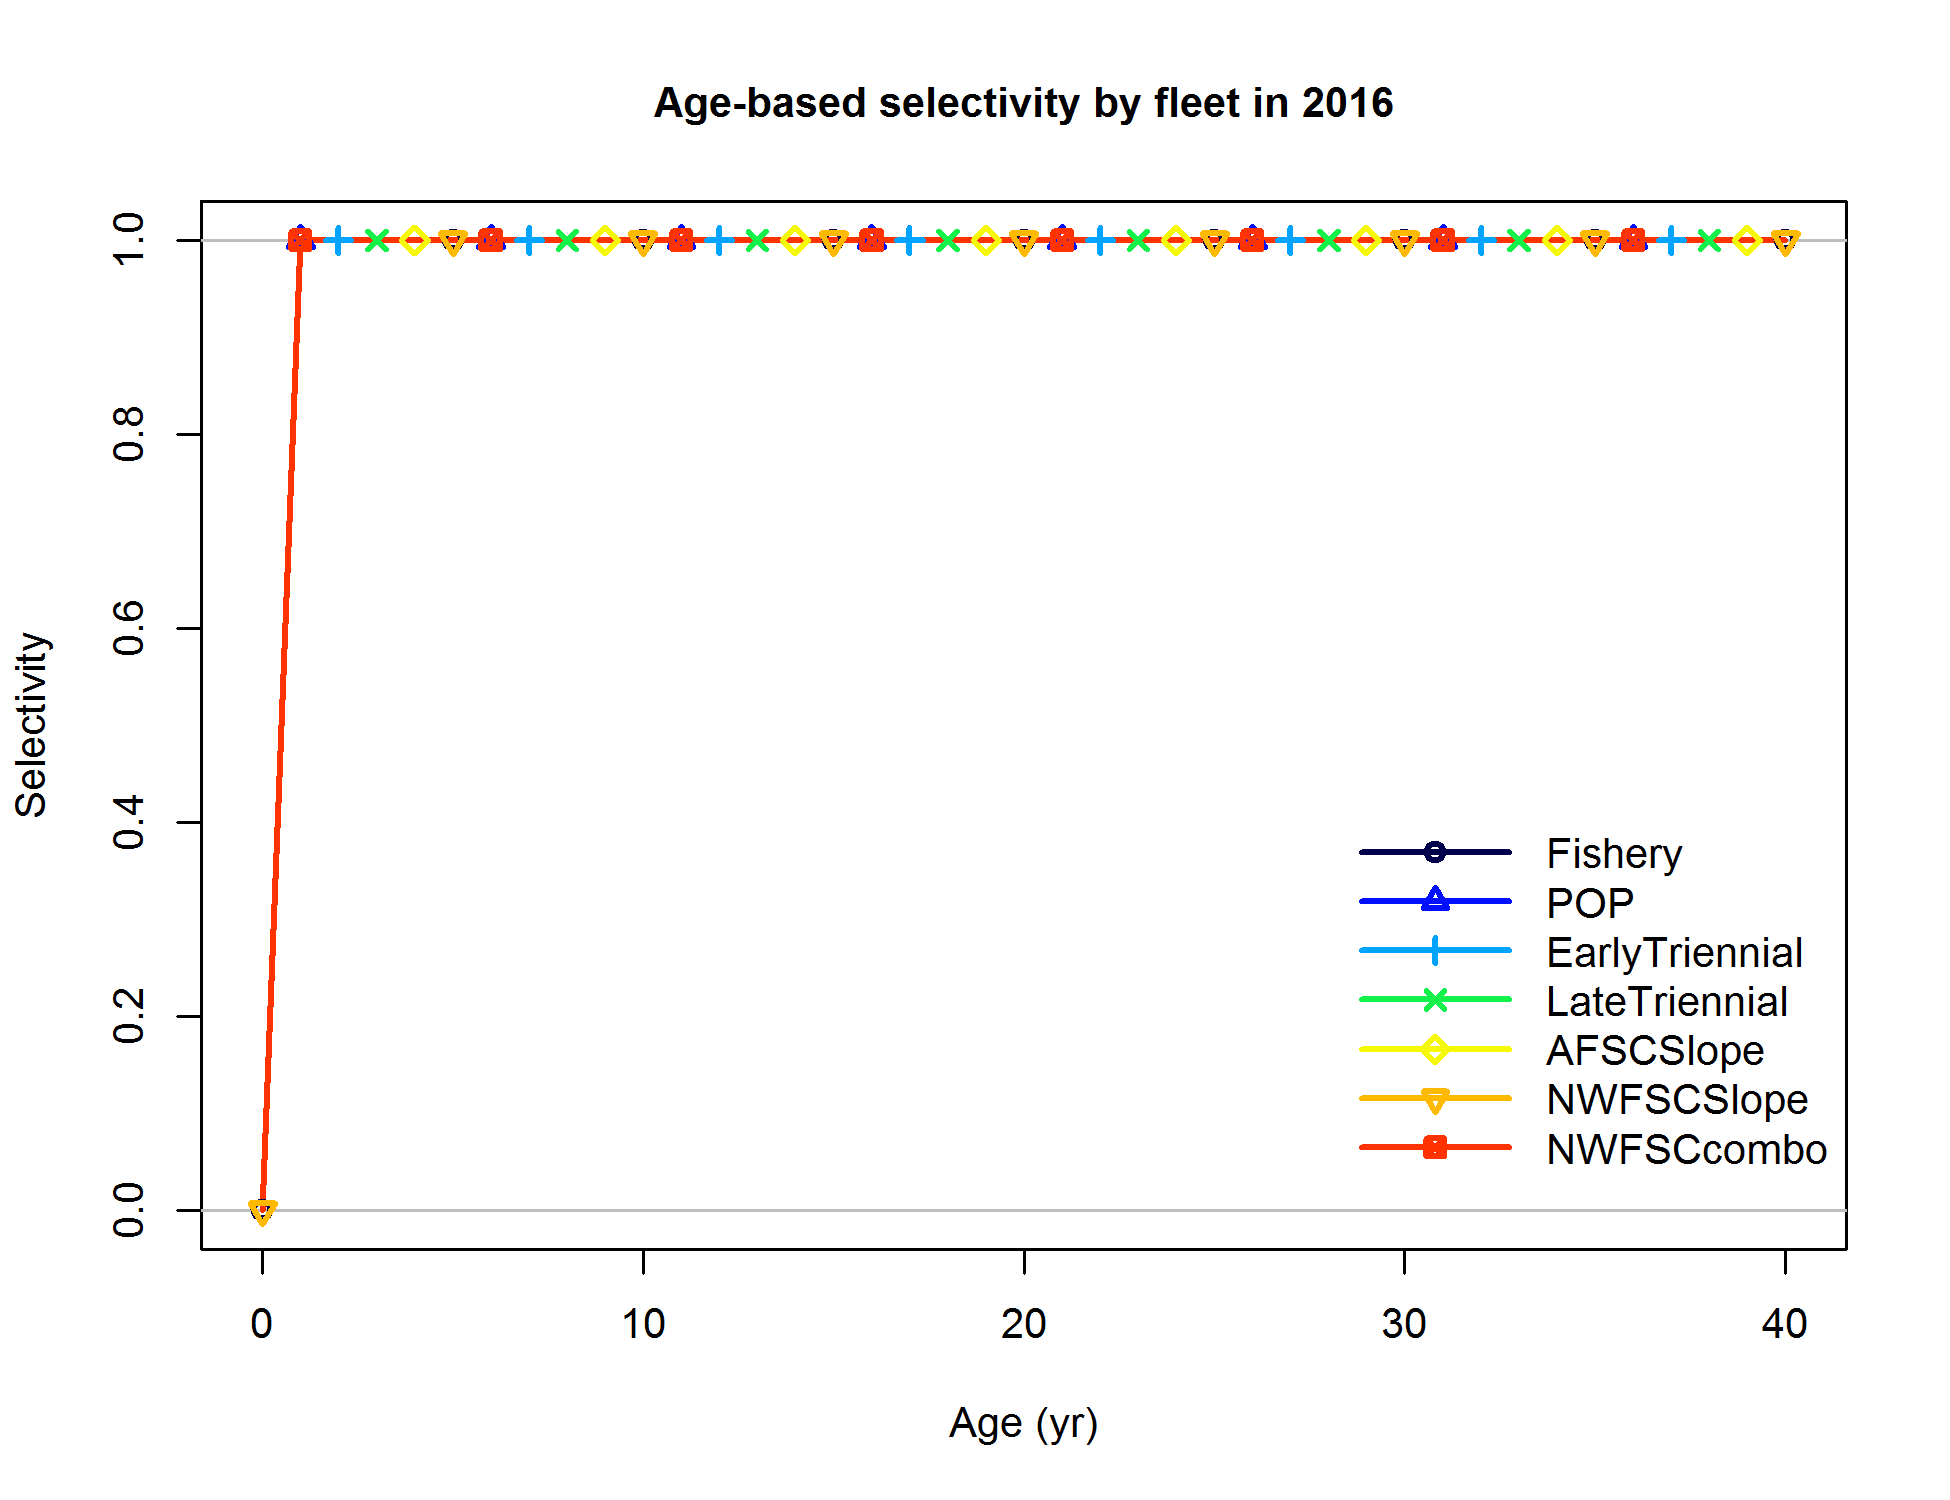 Age-based selectivity by fleet in 2016
Selectivity
1.0
0.8
0.6
0.4
0.2
0.0
Fishery
POP
EarlyTriennial
LateTriennial
AFSCSlope
NWFSCSlope
NWFSCcombo
0 10 20 30 40
Age (yr)